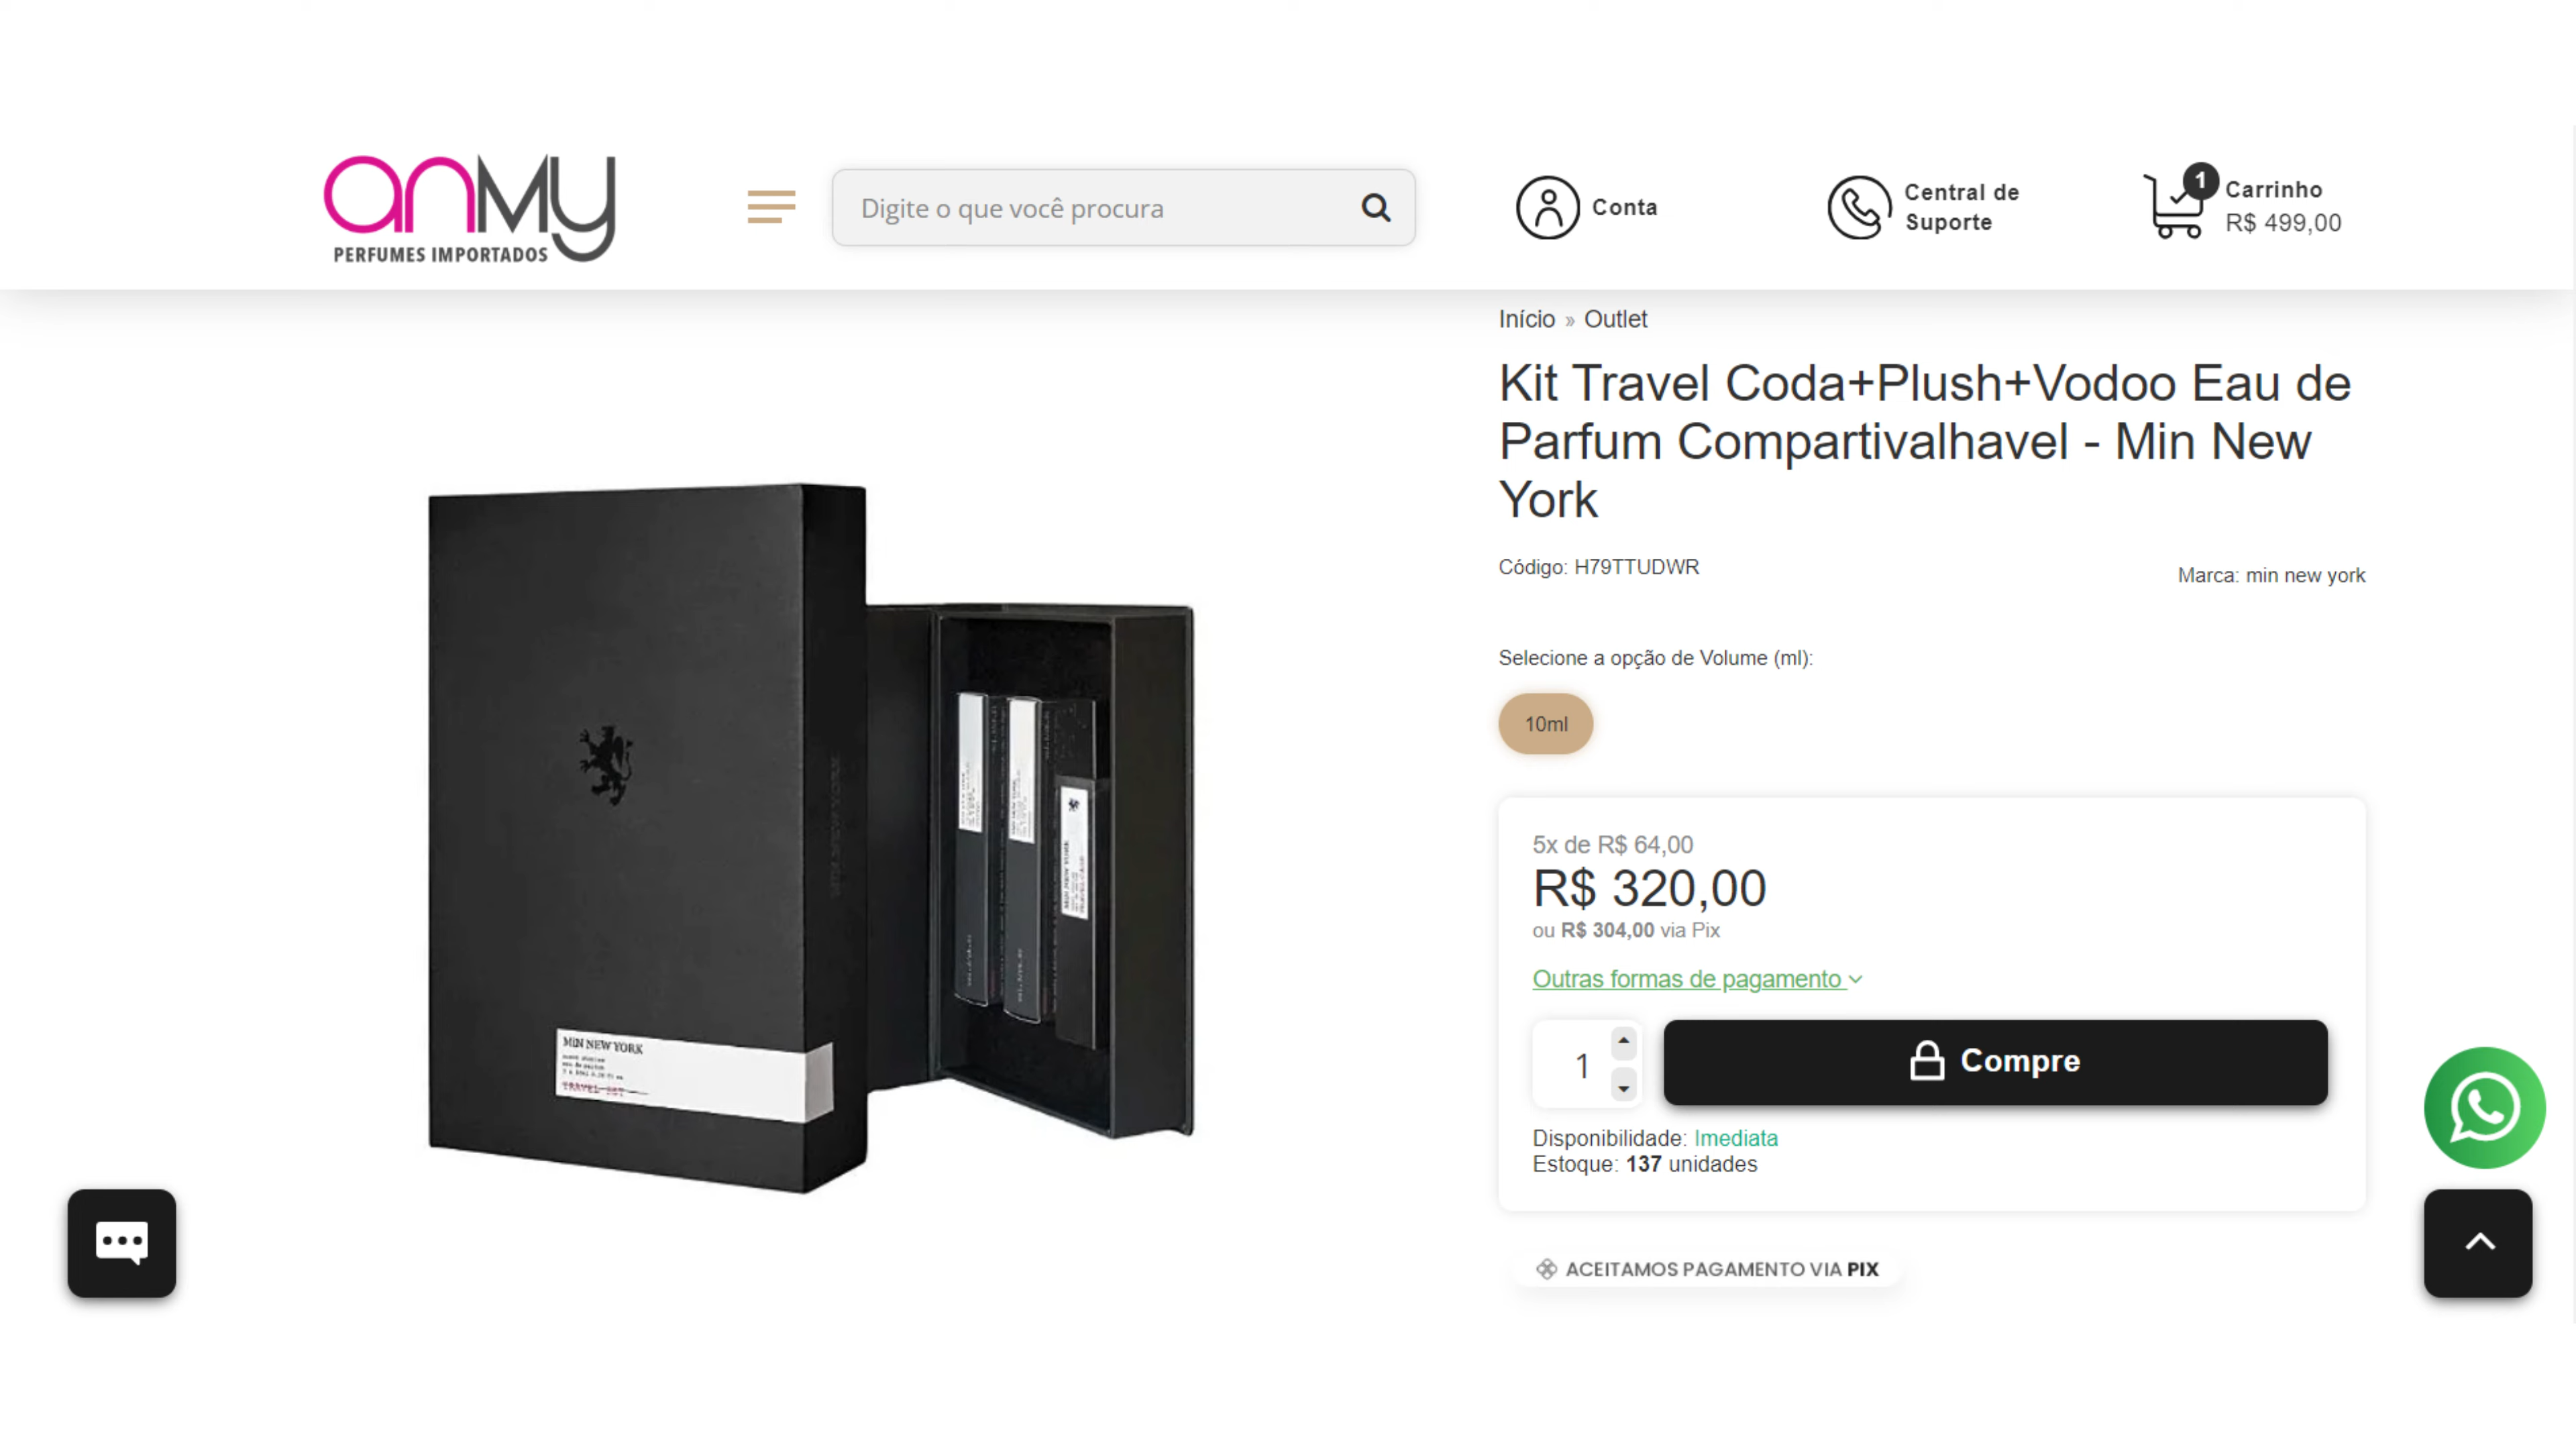 anMy
PERFUMES IMPORTADOS
Digite o que você procura
Conta
Central de
Suporte
1
Carrinho
R$ 499,00
Início » Outlet
Kit Travel Coda+Plush+Vodoo Eau de
Parfum Compartivalhavel - Min New
York
Código: H79TTUDWR
Marca: min new york
Selecione a opção de Volume (ml):
10ml
5x de R$ 64,00
R$ 320,00
ou R$ 304,00 via Pix
Outras formas de pagamento
1
Compre
Disponibilidade: Imediata
Estoque: 137 unidades
ACEITAMOS PAGAMENTO VIA PIX
MIN NEW YORK
TRAVEL SET